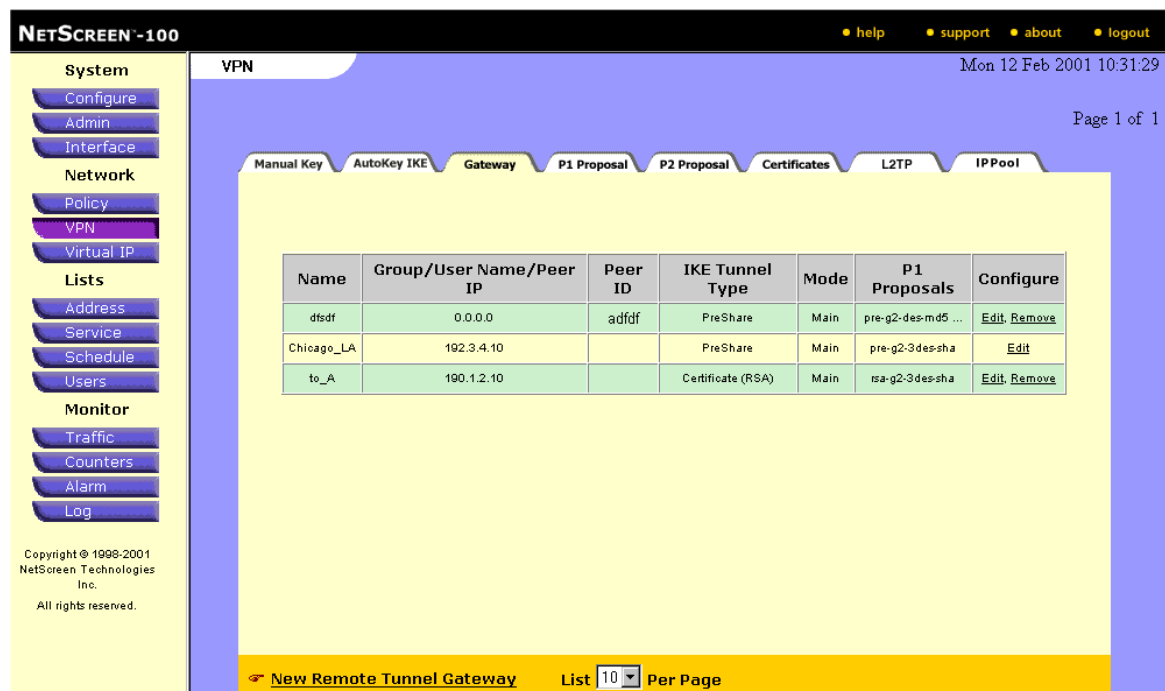 NETSCREEN™-100
help support about logout
System
Configure
Admin
Interface
Network
Policy
VPN
Virtual IP
Lists
Address
Service
Schedule
Users
Monitor
Traffic
Counters
Alarm
Log
Copyright © 1998-2001
NetScreen Technologies
Inc.
All rights reserved.
VPN
Mon 12 Feb 2001 10:31:29
Page 1 of 1
Manual Key AutoKey IKE Gateway P1 Proposal P2 Proposal Certificates L2TP IPPool
Name Group/User Name/Peer IP Peer ID IKE Tunnel Type Mode P1 Proposals Configure
dfsdf 0.0.0.0 adfdf PreShare Main pre-g2-des-md5 ... Edit, Remove
Chicago_LA 192.3.4.10 PreShare Main pre-g2-3des-sha Edit
to_A 190.1.2.10 Certificate (RSA) Main rsa-g2-3des-sha Edit, Remove
New Remote Tunnel Gateway List 10 Per Page